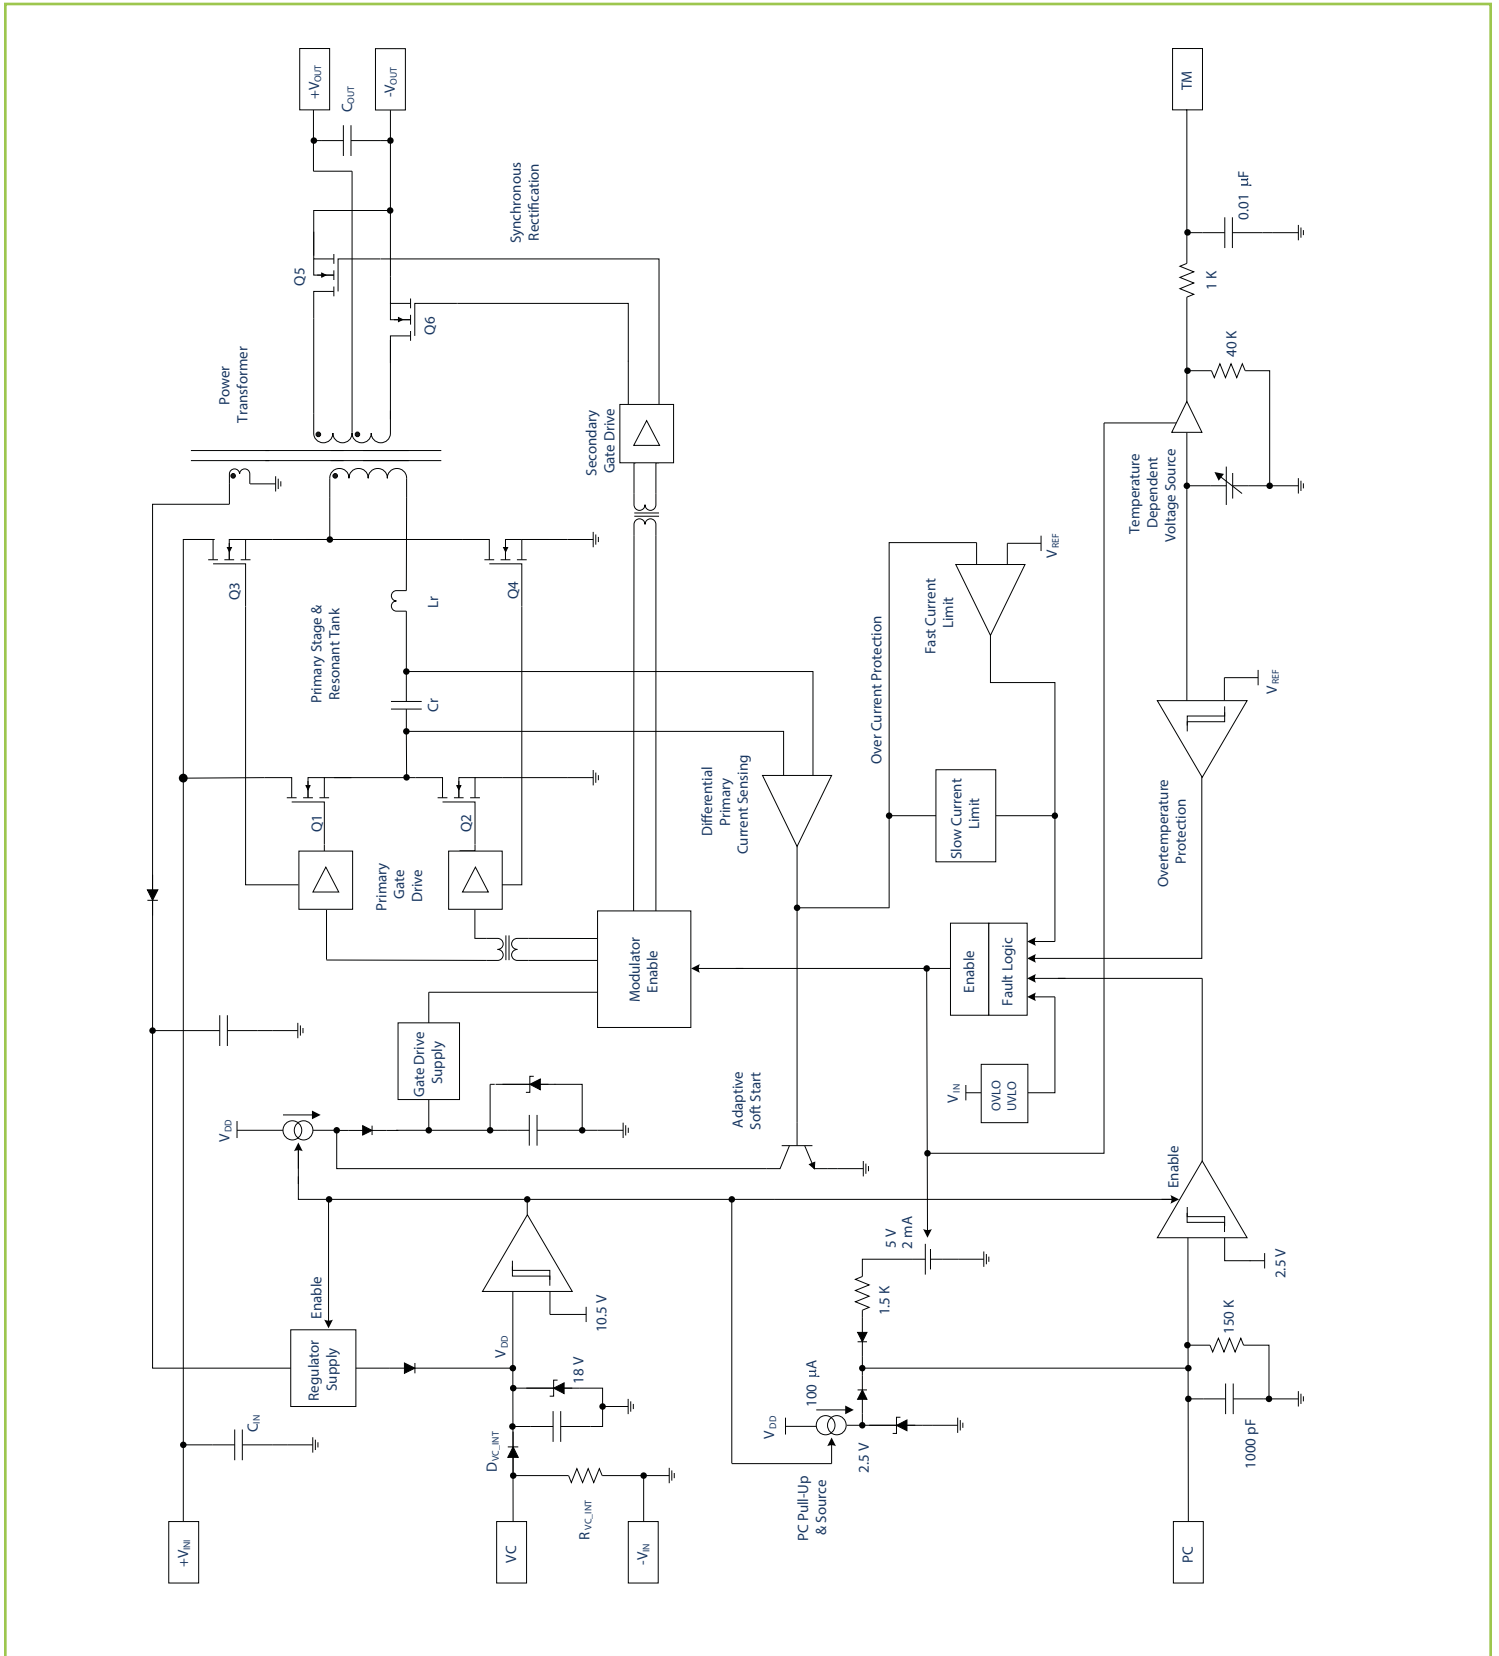 +VINI
CIN
VC
-VIN
RVC_INT
DVC_INT
18 V
VDD
10.5 V
Regulator
Supply
Enable
VDD
Gate Drive
Supply
Modulator
Enable
Primary
Gate
Drive
Q1
Q2
Q3
Q4
Cr
Lr
Primary Stage &
Resonant Tank
Power
Transformer
Q5
Q6
Synchronous
Rectification
+VOUT
COUT
-VOUT
Secondary
Gate Drive
Adaptive
Soft Start
Differential
Primary
Current Sensing
Over Current Protection
Slow Current
Limit
Fast Current
Limit
VREF
Enable
Fault Logic
VIN
OVLO
UVLO
PC Pull-Up
& Source
VDD
100 µA
2.5 V
1.5 K
5 V
2 mA
PC
1000 pF
150 K
2.5 V
Enable
Overtemperature
Protection
VREF
Temperature
Dependent
Voltage Source
40 K
1 K
0.01 µF
TM